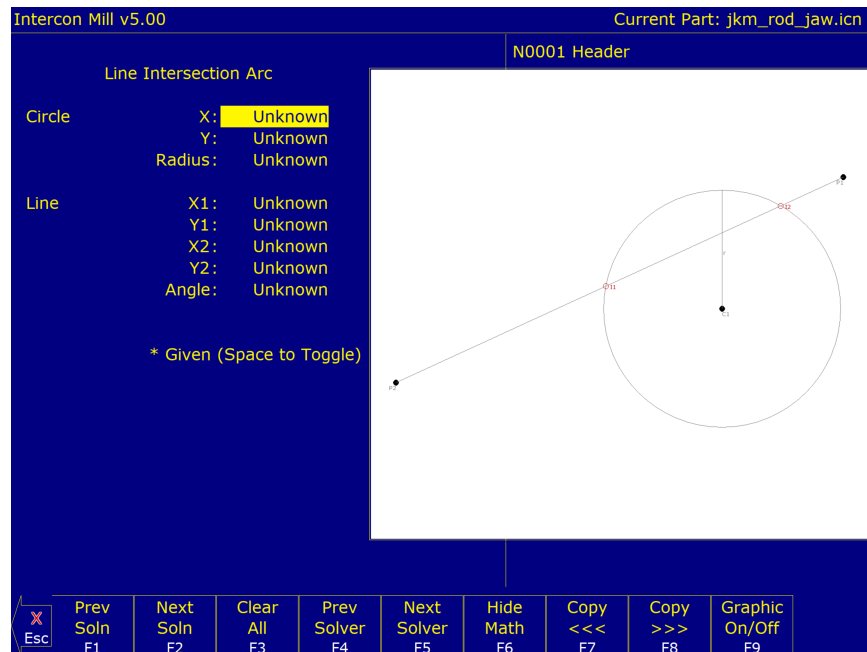 Intercon Mill v5.00
Current Part: jkm_rod_jaw.icn
N0001 Header
Line Intersection Arc
Circle X: Unknown
Y: Unknown
Radius: Unknown
Line X1: Unknown
Y1: Unknown
X2: Unknown
Y2: Unknown
Angle: Unknown
* Given (Space to Toggle)
P1
I2
r
I1
C1
P2
X Esc
Prev Soln F1
Next Soln F2
Clear All F3
Prev Solver F4
Next Solver F5
Hide Math F6
Copy <<< F7
Copy >>> F8
Graphic On/Off F9